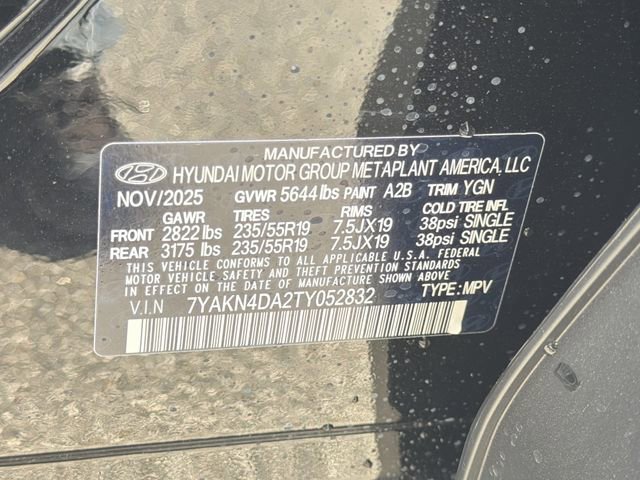 MANUFACTURED BY
HYUNDAI MOTOR GROUP METAPLANT AMERICA, LLC
NOV/2025 GVWR 5644 lbs PAINT A2B TRIM YGN
GAWR TIRES RIMS COLD TIRE INFL
FRONT 2822 lbs 235/55R19 7.5JX19 38psi SINGLE
REAR 3175 lbs 235/55R19 7.5JX19 38psi SINGLE
THIS VEHICLE CONFORMS TO ALL APPLICABLE U.S.A. FEDERAL
MOTOR VEHICLE SAFETY AND THEFT PREVENTION STANDARDS
IN EFFECT ON THE DATE OF MANUFACTURE SHOWN ABOVE
V.I.N 7YAKN4DA2TY052832 TYPE: MPV